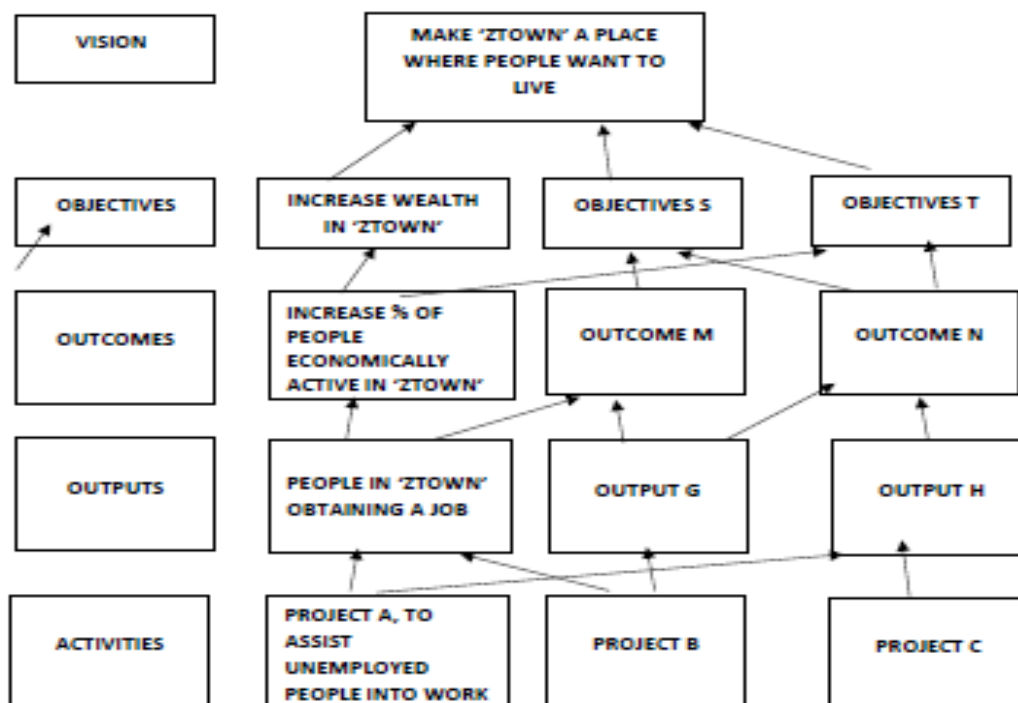 VISION
MAKE ‘ZTOWN’ A PLACE
WHERE PEOPLE WANT TO
LIVE
OBJECTIVES
INCREASE WEALTH
IN ‘ZTOWN’
OBJECTIVES S
OBJECTIVES T
OUTCOMES
INCREASE % OF
PEOPLE
ECONOMICALLY
ACTIVE IN ‘ZTOWN’
OUTCOME M
OUTCOME N
OUTPUTS
PEOPLE IN ‘ZTOWN’
OBTAINING A JOB
OUTPUT G
OUTPUT H
ACTIVITIES
PROJECT A, TO
ASSIST
UNEMPLOYED
PEOPLE INTO WORK
PROJECT B
PROJECT C